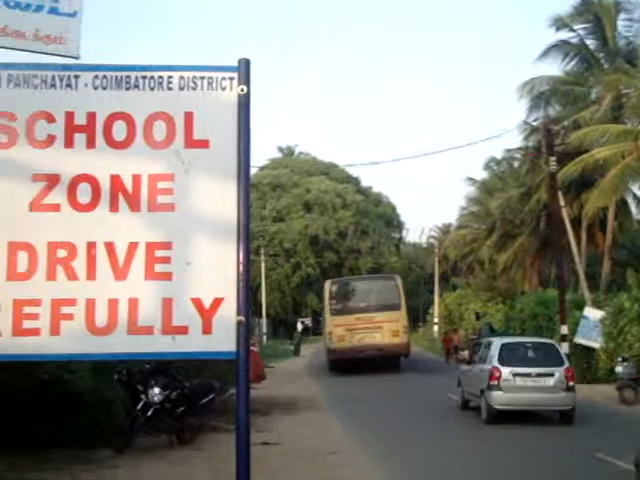 PANCHAYAT - COIMBATORE DISTRICT
SCHOOL
ZONE
DRIVE
REFULLY